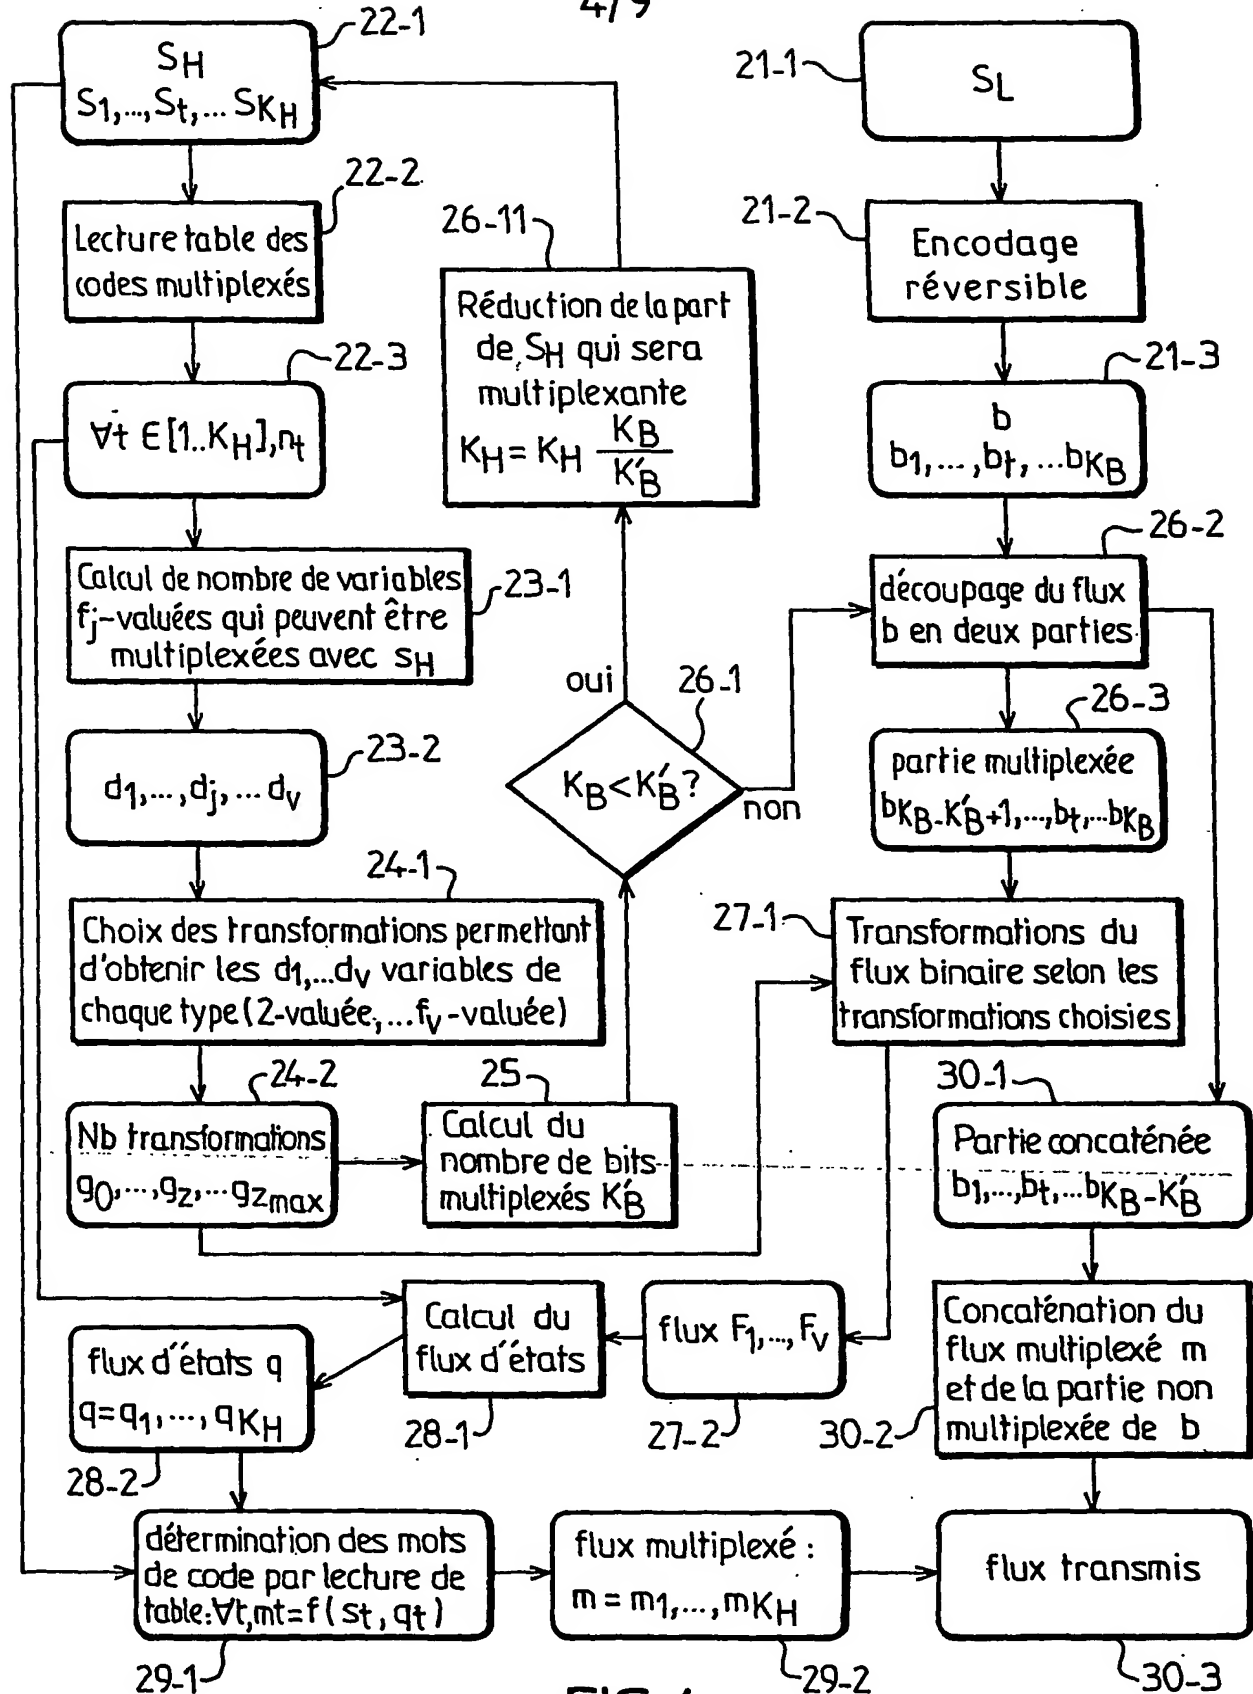 4/9
22-1
S_H
S_1,...,S_t,... S_K_H
21-1
S_L
22-2
Lecture table des
codes multiplexés
26-11
Réduction de la part
de S_H qui sera
multiplexante
K_H = K_H K_B / K'_B
21-2
Encodage
réversible
22-3
∀t ∈ [1..K_H], n_t
21-3
b
b_1,...,b_t,...b_K_B
23-1
Calcul de nombre de variables
f_j-valuées qui peuvent être
multiplexées avec s_H
26-2
découpage du flux
b en deux parties
23-2
d_1,...,d_j,... d_v
oui
26-1
K_B < K'_B ?
non
26-3
partie multiplexée
b_K_B-K'_B+1,...,b_t,...b_K_B
24-1
Choix des transformations permettant
d'obtenir les d_1,...d_v variables de
chaque type (2-valuée,...f_v-valuée)
27-1
Transformations du
flux binaire selon les
transformations choisies
24-2
Nb transformations
g_0,...,g_z,...g_z_max
25
Calcul du
nombre de bits
multiplexés K'_B
30-1
Partie concaténée
b_1,...,b_t,...b_K_B-K'_B
28-2
flux d'états q
q=q_1,...,q_K_H
28-1
Calcul du
flux d'états
27-2
flux F_1,...,F_v
30-2
Concaténation du
flux multiplexé m
et de la partie non
multiplexée de b
29-1
détermination des mots
de code par lecture de
table: ∀t, mt=f(st, qt)
29-2
flux multiplexé :
m = m_1,...,m_K_H
30-3
flux transmis